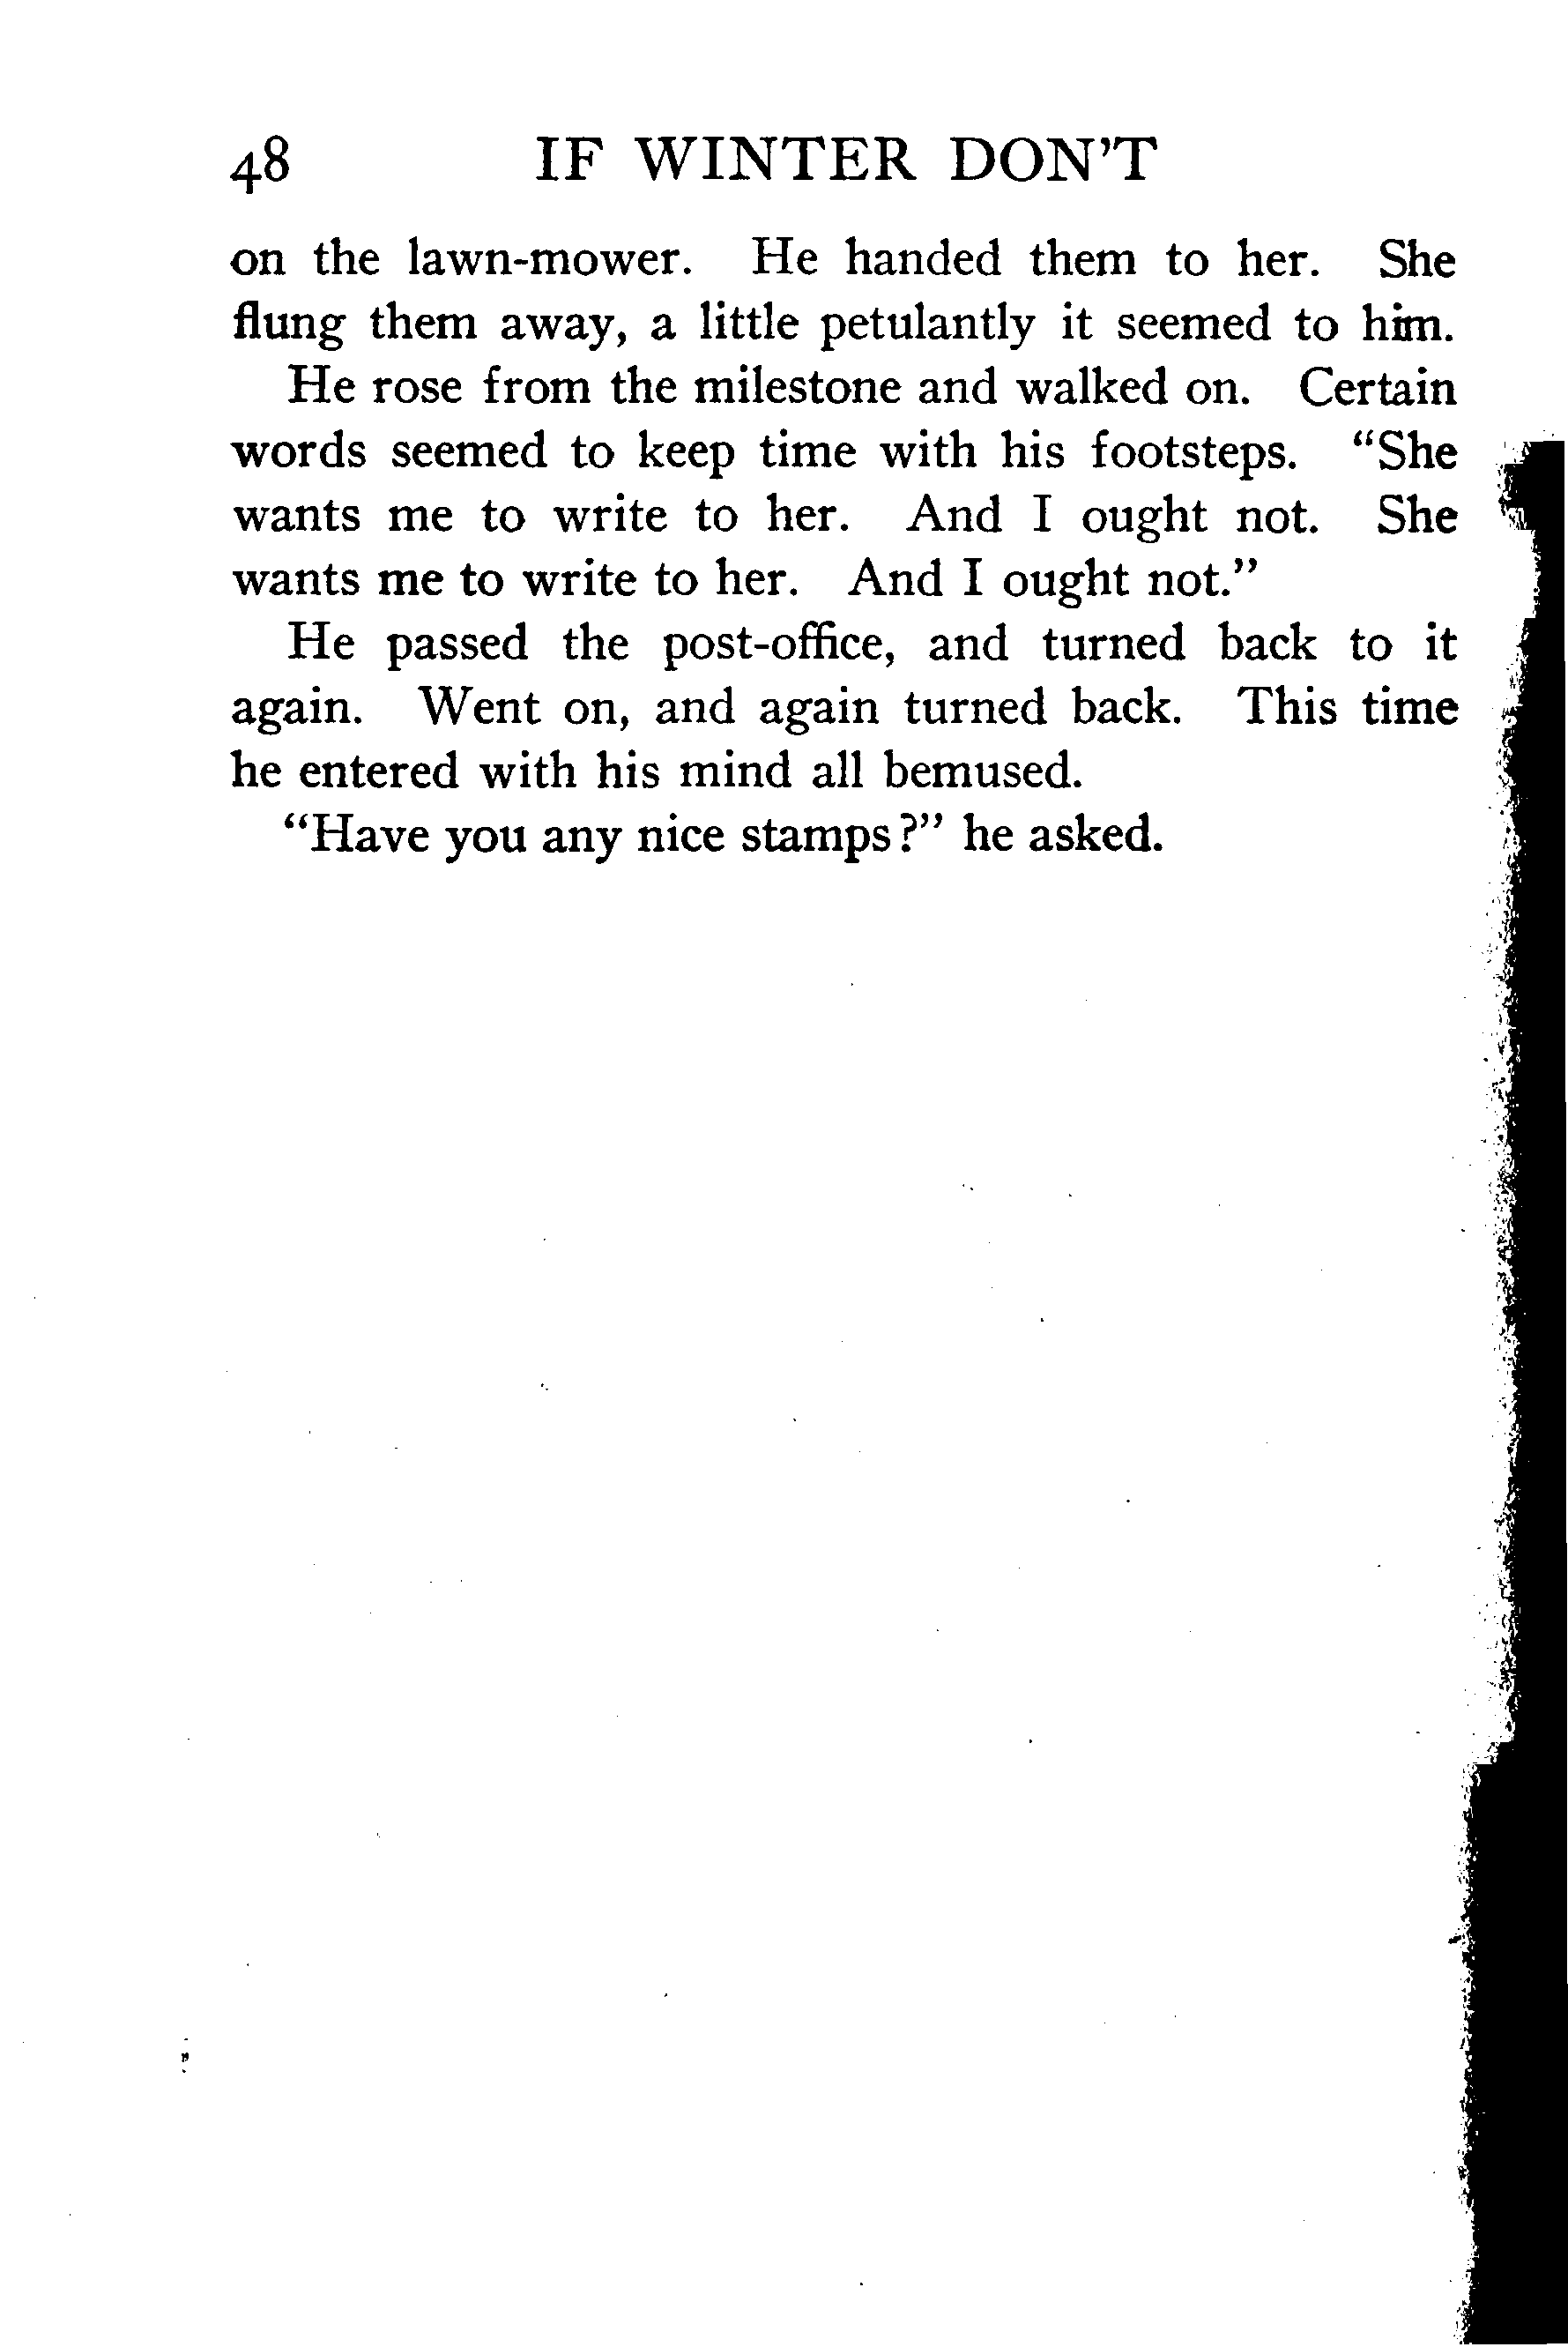 48 IF WINTER DON'T
on the lawn-mower. He handed them to her. She
flung them away, a little petulantly it seemed to him.
He rose from the milestone and walked on. Certain
words seemed to keep time with his footsteps. "She
wants me to write to her. And I ought not. She
wants me to write to her. And I ought not."
He passed the post-office, and turned back to it
again. Went on, and again turned back. This time
he entered with his mind all bemused.
"Have you any nice stamps?" he asked.